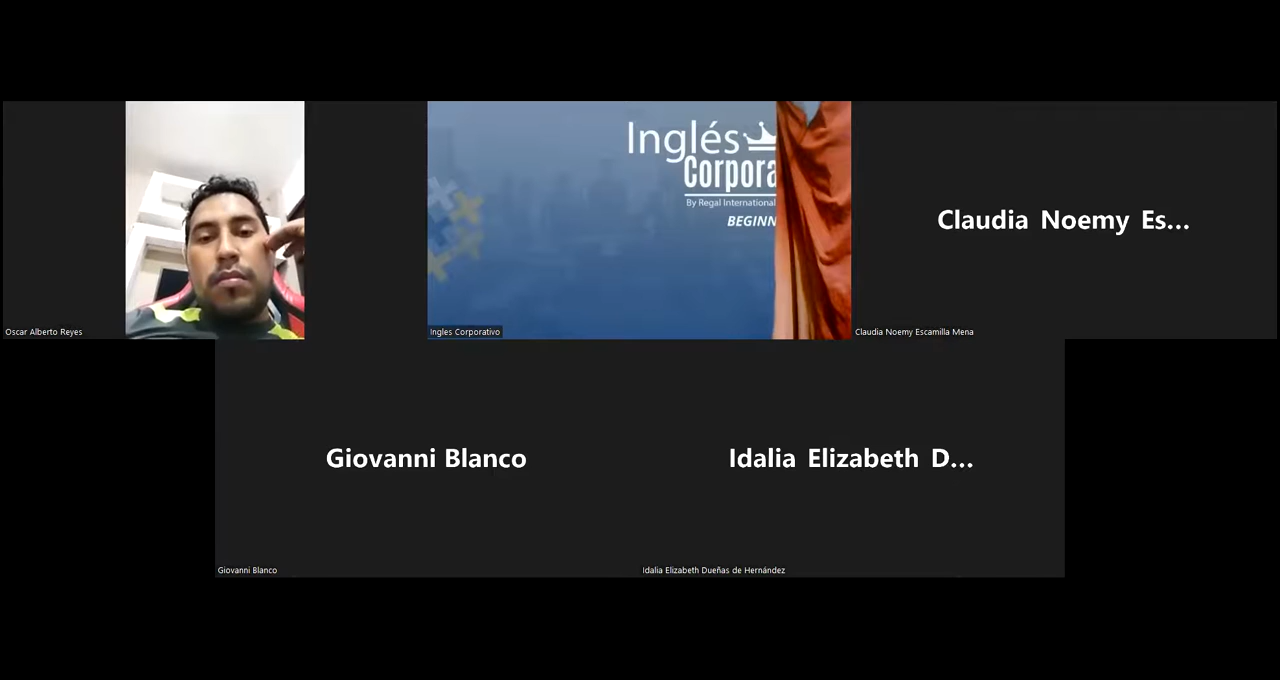 Inglés
Corpora
By Regal International
BEGINN
Claudia Noemy Es...
Oscar Alberto Reyes
Ingles Corporativo
Claudia Noemy Escamilla Mena
Giovanni Blanco
Idalia Elizabeth D...
Giovanni Blanco
Idalia Elizabeth Dueñas de Hernández